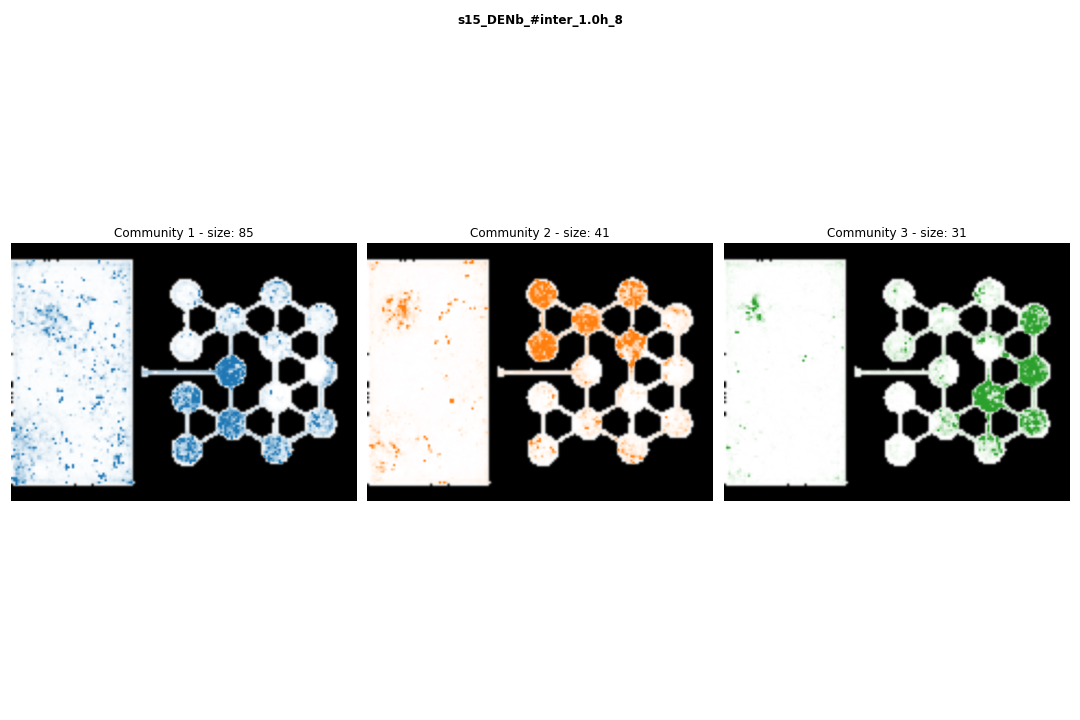 s15_DENb_#inter_1.0h_8
Community 1 - size: 85
Community 2 - size: 41
Community 3 - size: 31